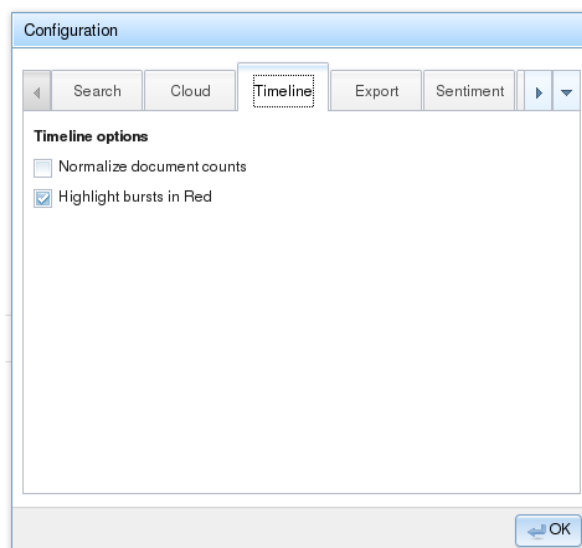 Configuration
Search Cloud Timeline Export Sentiment
Timeline options
Normalize document counts
Highlight bursts in Red
OK